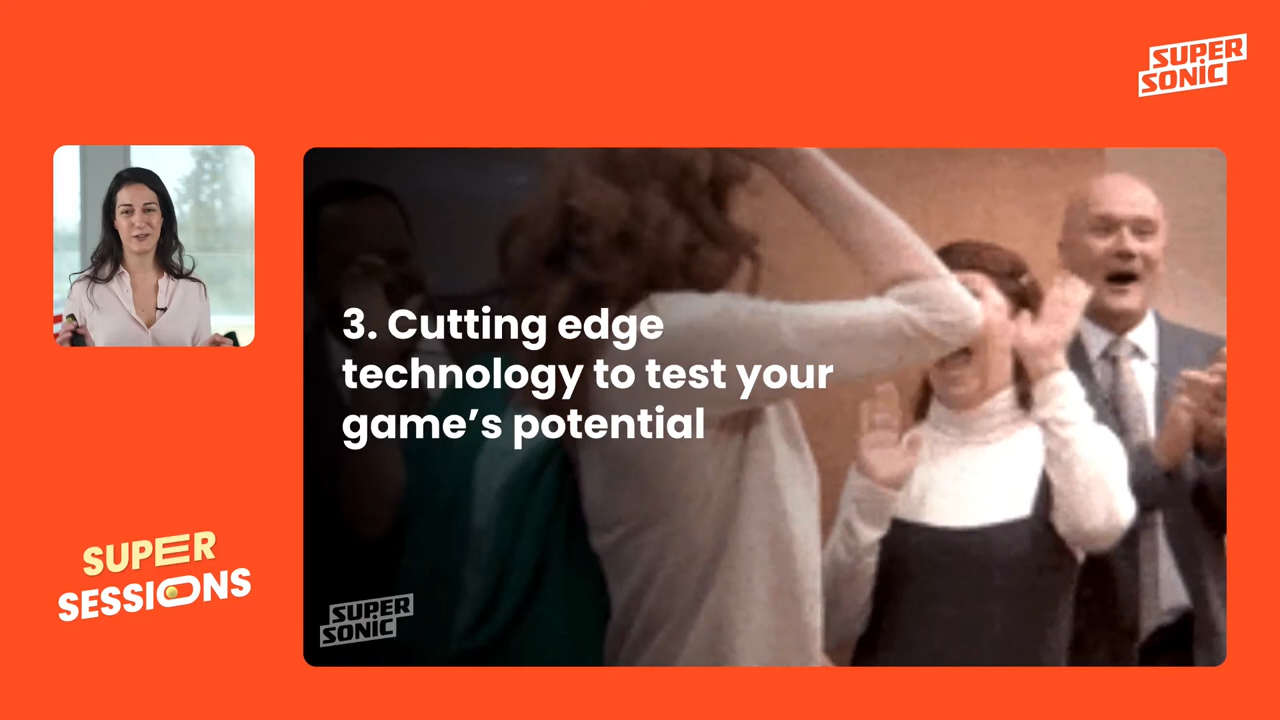 SUPER
SONIC
3. Cutting edge
technology to test your
game’s potential
SUPER
SESSIONS
SUPER
SONIC